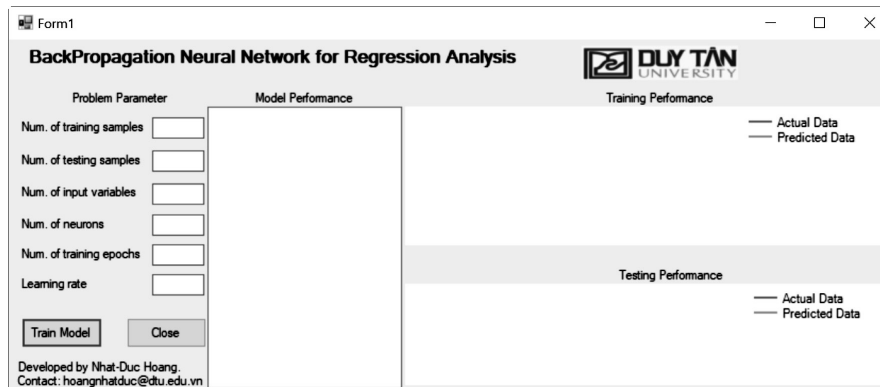 Form1
BackPropagation Neural Network for Regression Analysis
DUY TÂN
UNIVERSITY
Problem Parameter
Model Performance
Training Performance
Num. of training samples
Num. of testing samples
Num. of input variables
Num. of neurons
Num. of training epochs
Learning rate
Actual Data
Predicted Data
Testing Performance
Actual Data
Predicted Data
Train Model
Close
Developed by Nhat-Duc Hoang.
Contact: hoangnhatduc@dtu.edu.vn